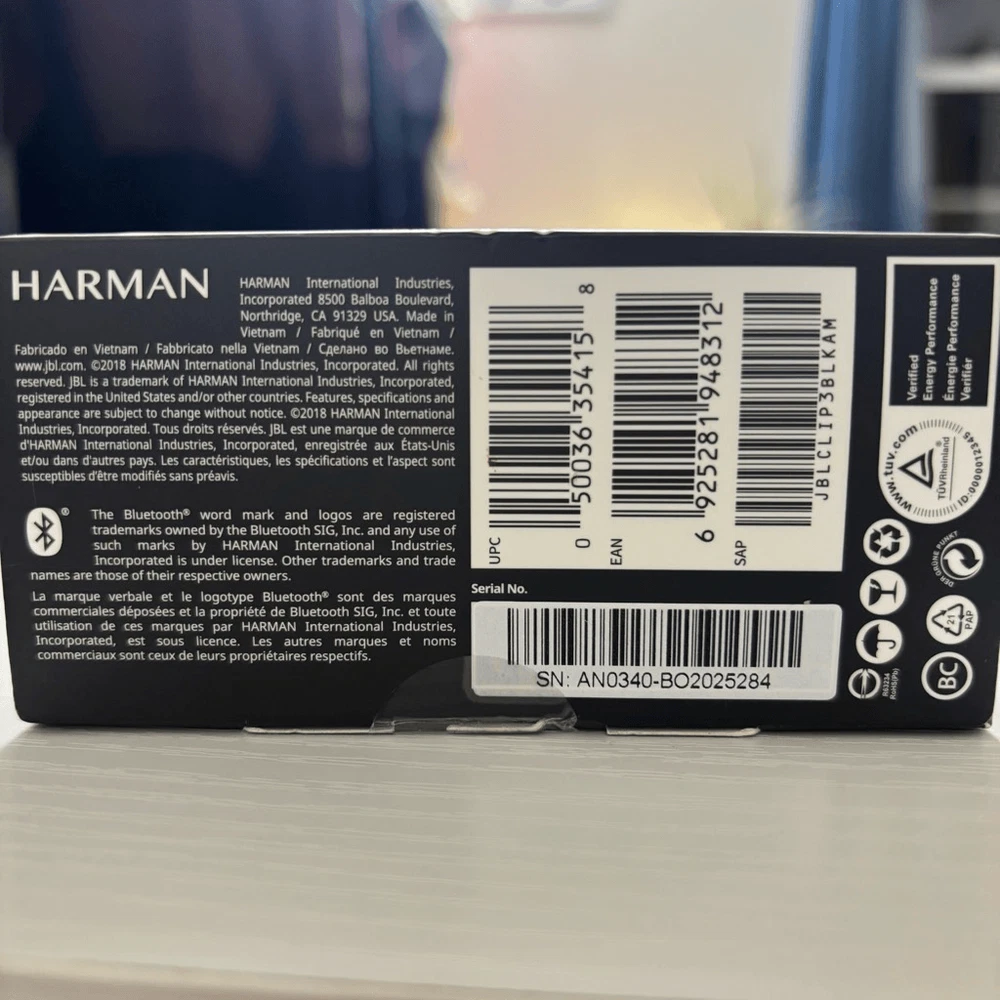 HARMAN
HARMAN International Industries,
Incorporated 8500 Balboa Boulevard,
Northridge, CA 91329 USA. Made in
Vietnam / Fabriqué en Vietnam /
Fabricado en Vietnam / Fabbricato nella Vietnam / Сделано во Вьетнаме.
www.jbl.com. ©2018 HARMAN International Industries, Incorporated. All rights
reserved. JBL is a trademark of HARMAN International Industries, Incorporated,
registered in the United States and/or other countries. Features, specifications and
appearance are subject to change without notice. ©2018 HARMAN International
Industries, Incorporated. Tous droits réservés. JBL est une marque de commerce
d'HARMAN International Industries, Incorporated, enregistrée aux États-Unis
et/ou dans d'autres pays. Les caractéristiques, les spécifications et l'aspect sont
susceptibles d'être modifiés sans préavis.
The Bluetooth® word mark and logos are registered
trademarks owned by the Bluetooth SIG, Inc. and any use of
such marks by HARMAN International Industries,
Incorporated is under license. Other trademarks and trade
names are those of their respective owners.
La marque verbale et le logotype Bluetooth® sont des marques
commerciales déposées et la propriété de Bluetooth SIG, Inc. et toute
utilisation de ces marques par HARMAN International Industries,
Incorporated, est sous licence. Les autres marques et noms
commerciaux sont ceux de leurs propriétaires respectifs.
UPC
0 50036 35415 8
EAN
6 925281 948312
SAP
JBLCLIP3BLKAM
Serial No.
SN: AN0340-BO2025284
Verified
Energy Performance
Énergie Performance
Verifiér
www.tuv.com
TÜVRheinland®
ID:0000012345
DER GRÜNE PUNKT
21
PAP
BC
R63234
RoHS(Pb)